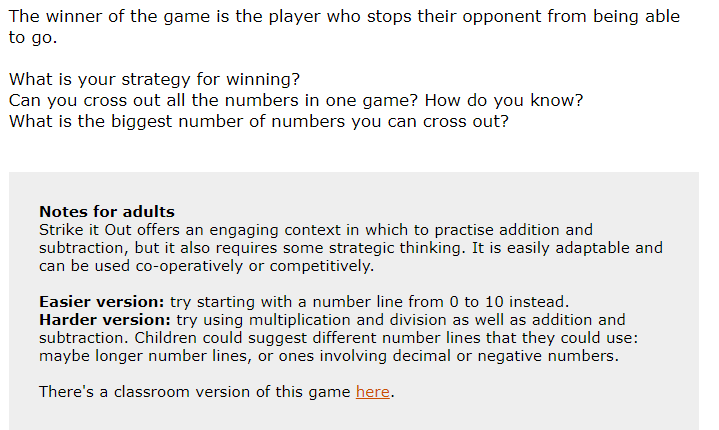 The winner of the game is the player who stops their opponent from being able
to go.
What is your strategy for winning?
Can you cross out all the numbers in one game? How do you know?
What is the biggest number of numbers you can cross out?
Notes for adults
Strike it Out offers an engaging context in which to practise addition and
subtraction, but it also requires some strategic thinking. It is easily adaptable and
can be used co-operatively or competitively.
Easier version: try starting with a number line from 0 to 10 instead.
Harder version: try using multiplication and division as well as addition and
subtraction. Children could suggest different number lines that they could use:
maybe longer number lines, or ones involving decimal or negative numbers.
There's a classroom version of this game here.